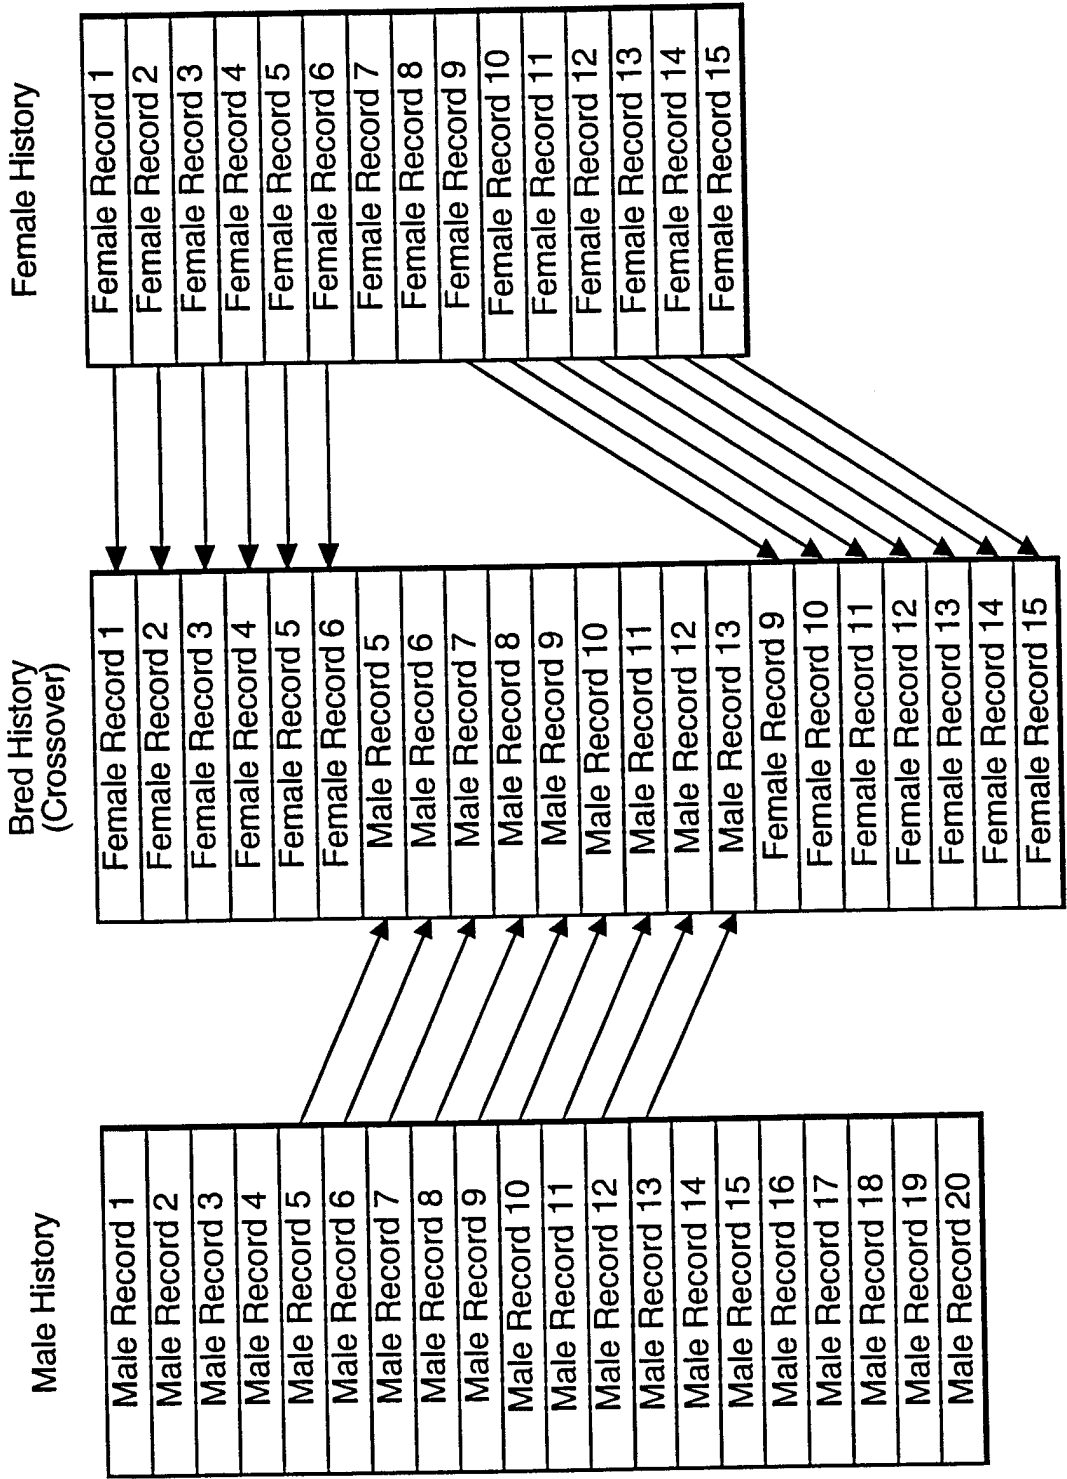 Male History
Male Record 1
Male Record 2
Male Record 3
Male Record 4
Male Record 5
Male Record 6
Male Record 7
Male Record 8
Male Record 9
Male Record 10
Male Record 11
Male Record 12
Male Record 13
Male Record 14
Male Record 15
Male Record 16
Male Record 17
Male Record 18
Male Record 19
Male Record 20
Bred History
(Crossover)
Female Record 1
Female Record 2
Female Record 3
Female Record 4
Female Record 5
Female Record 6
Male Record 5
Male Record 6
Male Record 7
Male Record 8
Male Record 9
Male Record 10
Male Record 11
Male Record 12
Male Record 13
Female Record 9
Female Record 10
Female Record 11
Female Record 12
Female Record 13
Female Record 14
Female Record 15
Female History
Female Record 1
Female Record 2
Female Record 3
Female Record 4
Female Record 5
Female Record 6
Female Record 7
Female Record 8
Female Record 9
Female Record 10
Female Record 11
Female Record 12
Female Record 13
Female Record 14
Female Record 15